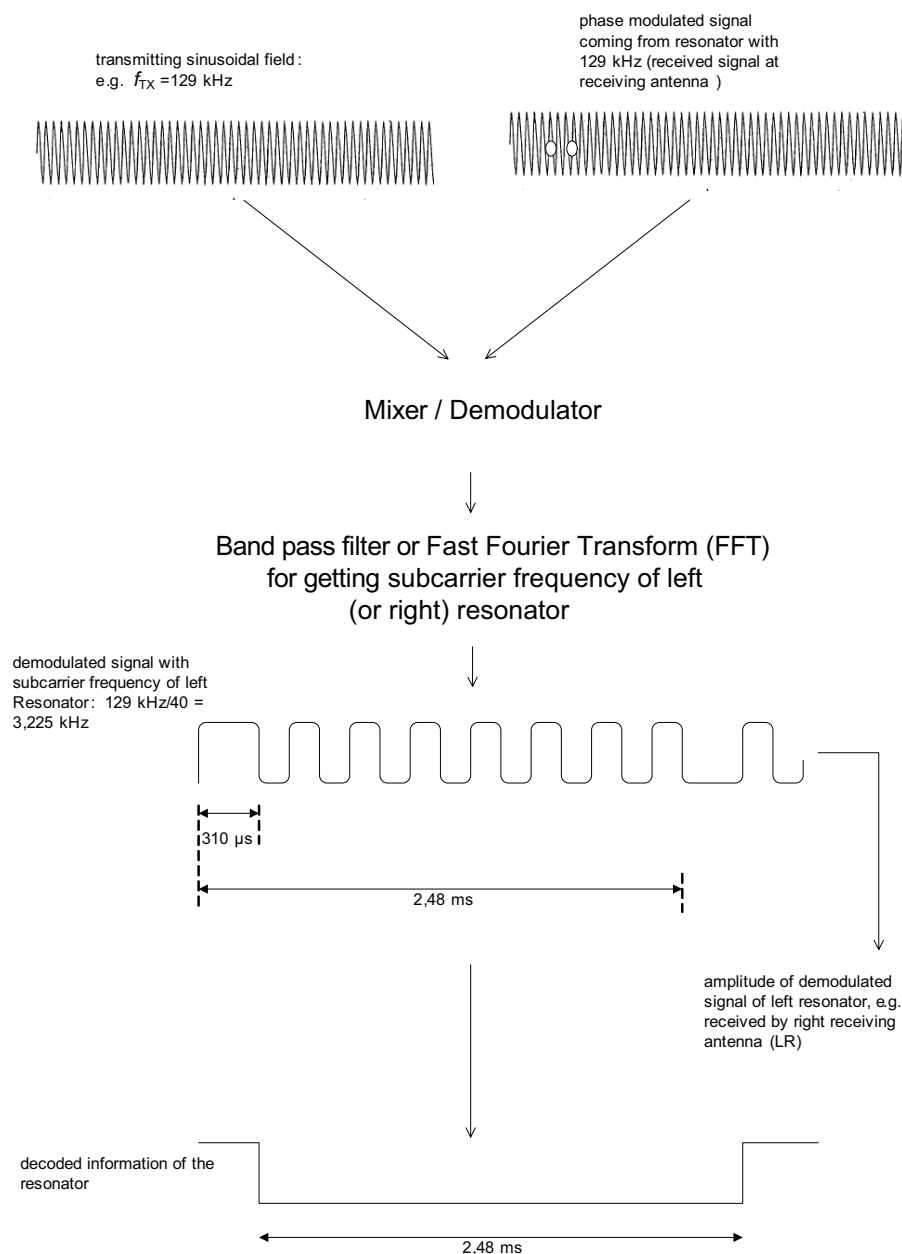 transmitting sinusoidal field :
e.g. fTX =129 kHz
phase modulated signal
coming from resonator with
129 kHz (received signal at
receiving antenna )
Mixer / Demodulator
Band pass filter or Fast Fourier Transform (FFT)
for getting subcarrier frequency of left
(or right) resonator
demodulated signal with
subcarrier frequency of left
Resonator: 129 kHz/40 =
3,225 kHz
310 µs
2,48 ms
amplitude of demodulated
signal of left resonator, e.g.
received by right receiving
antenna (LR)
decoded information of the
resonator
2,48 ms